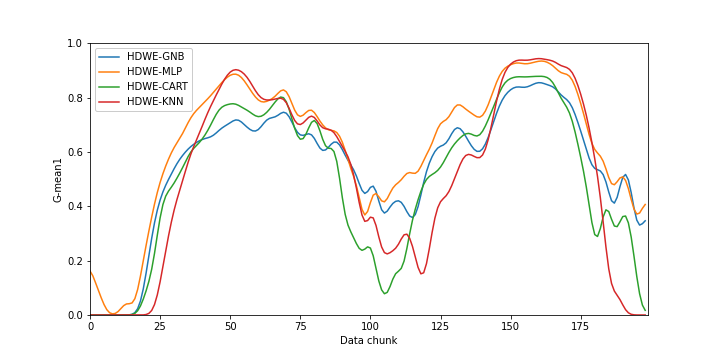 HDWE-GNB
HDWE-MLP
HDWE-CART
HDWE-KNN
1.0
0.8
0.6
0.4
0.2
0.0
G-mean1
0 25 50 75 100 125 150 175
Data chunk